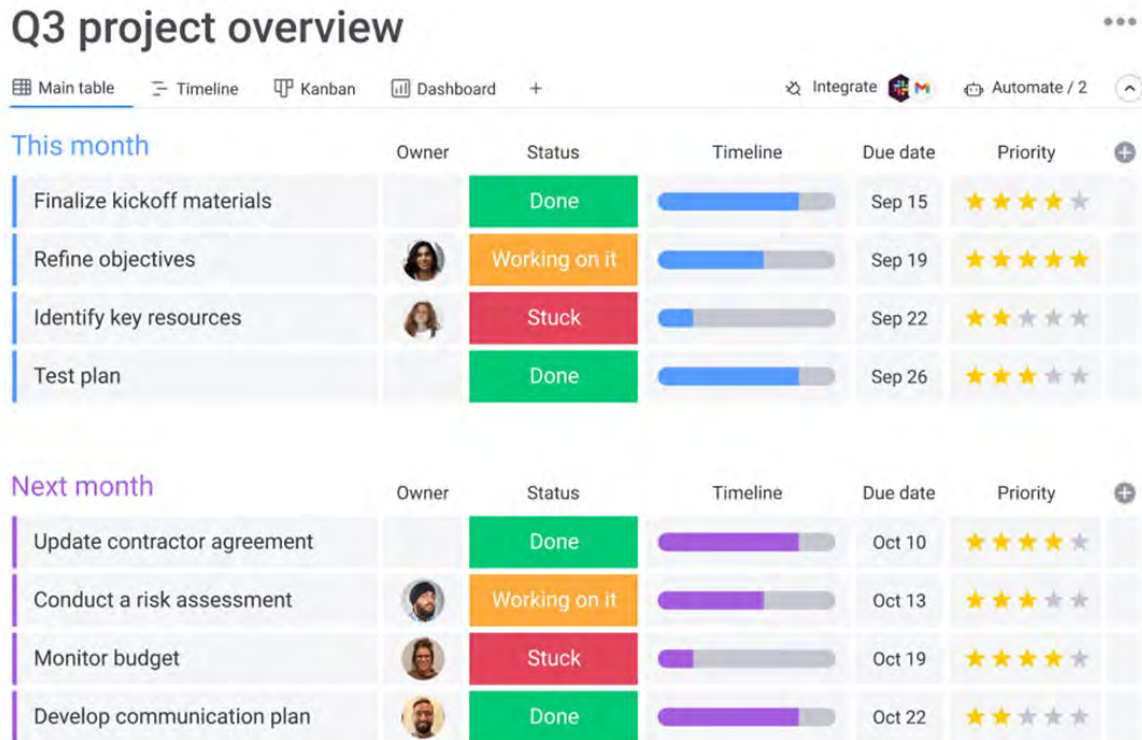 Q3 project overview
Main table Timeline Kanban Dashboard + Integrate Automate / 2
This month Owner Status Timeline Due date Priority
Finalize kickoff materials Done Sep 15
Refine objectives Working on it Sep 19
Identify key resources Stuck Sep 22
Test plan Done Sep 26
Next month Owner Status Timeline Due date Priority
Update contractor agreement Done Oct 10
Conduct a risk assessment Working on it Oct 13
Monitor budget Stuck Oct 19
Develop communication plan Done Oct 22